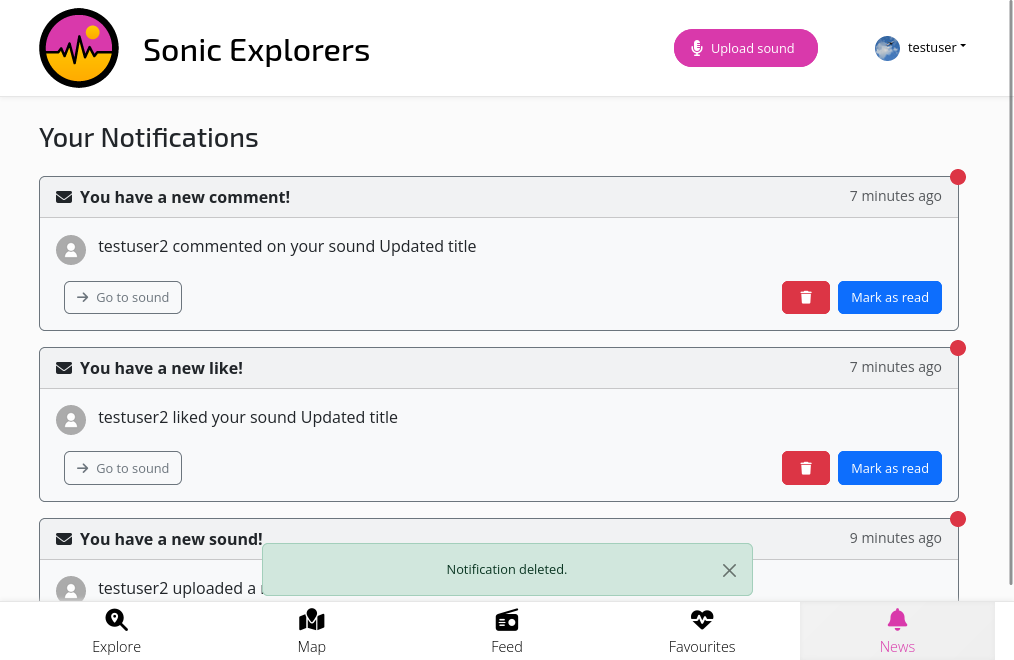 Sonic Explorers
Upload sound
testuser
Your Notifications
You have a new comment!
7 minutes ago
testuser2 commented on your sound Updated title
Go to sound
Mark as read
You have a new like!
7 minutes ago
testuser2 liked your sound Updated title
Go to sound
Mark as read
You have a new sound!
9 minutes ago
testuser2 uploaded a
Notification deleted.
Explore
Map
Feed
Favourites
News